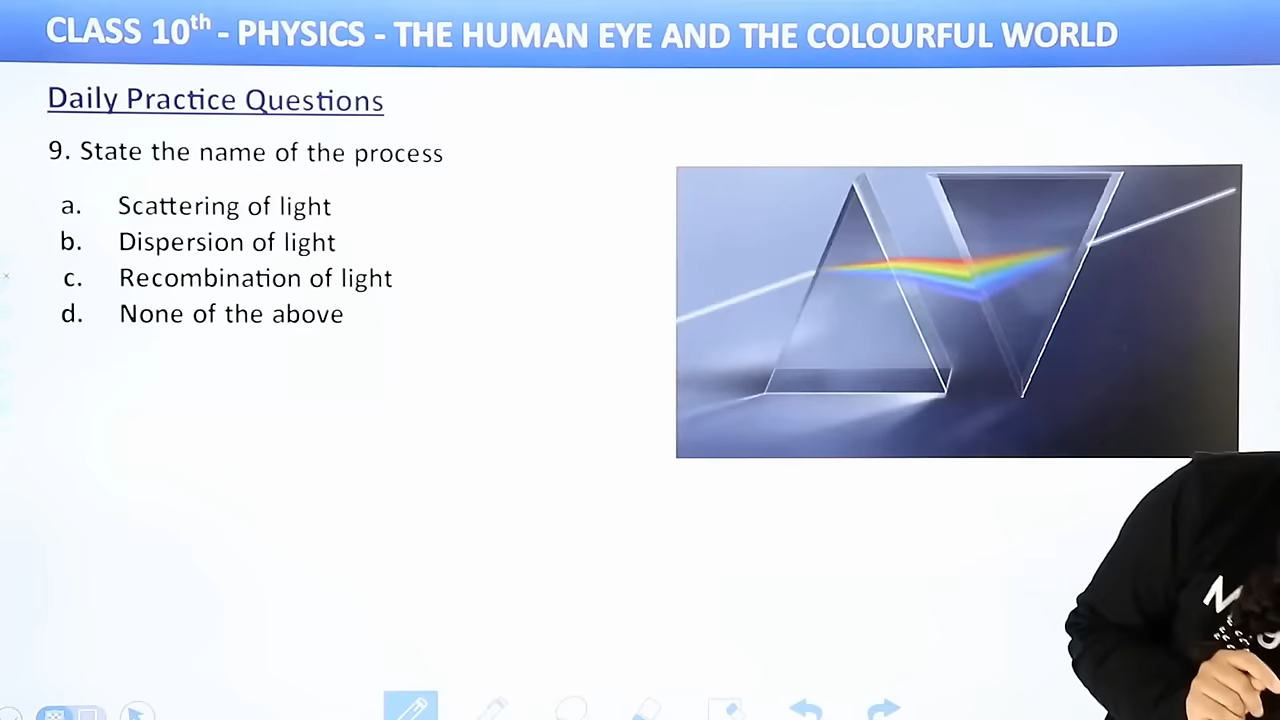 CLASS 10th - PHYSICS - THE HUMAN EYE AND THE COLOURFUL WORLD
Daily Practice Questions
9. State the name of the process
a. Scattering of light
b. Dispersion of light
c. Recombination of light
d. None of the above